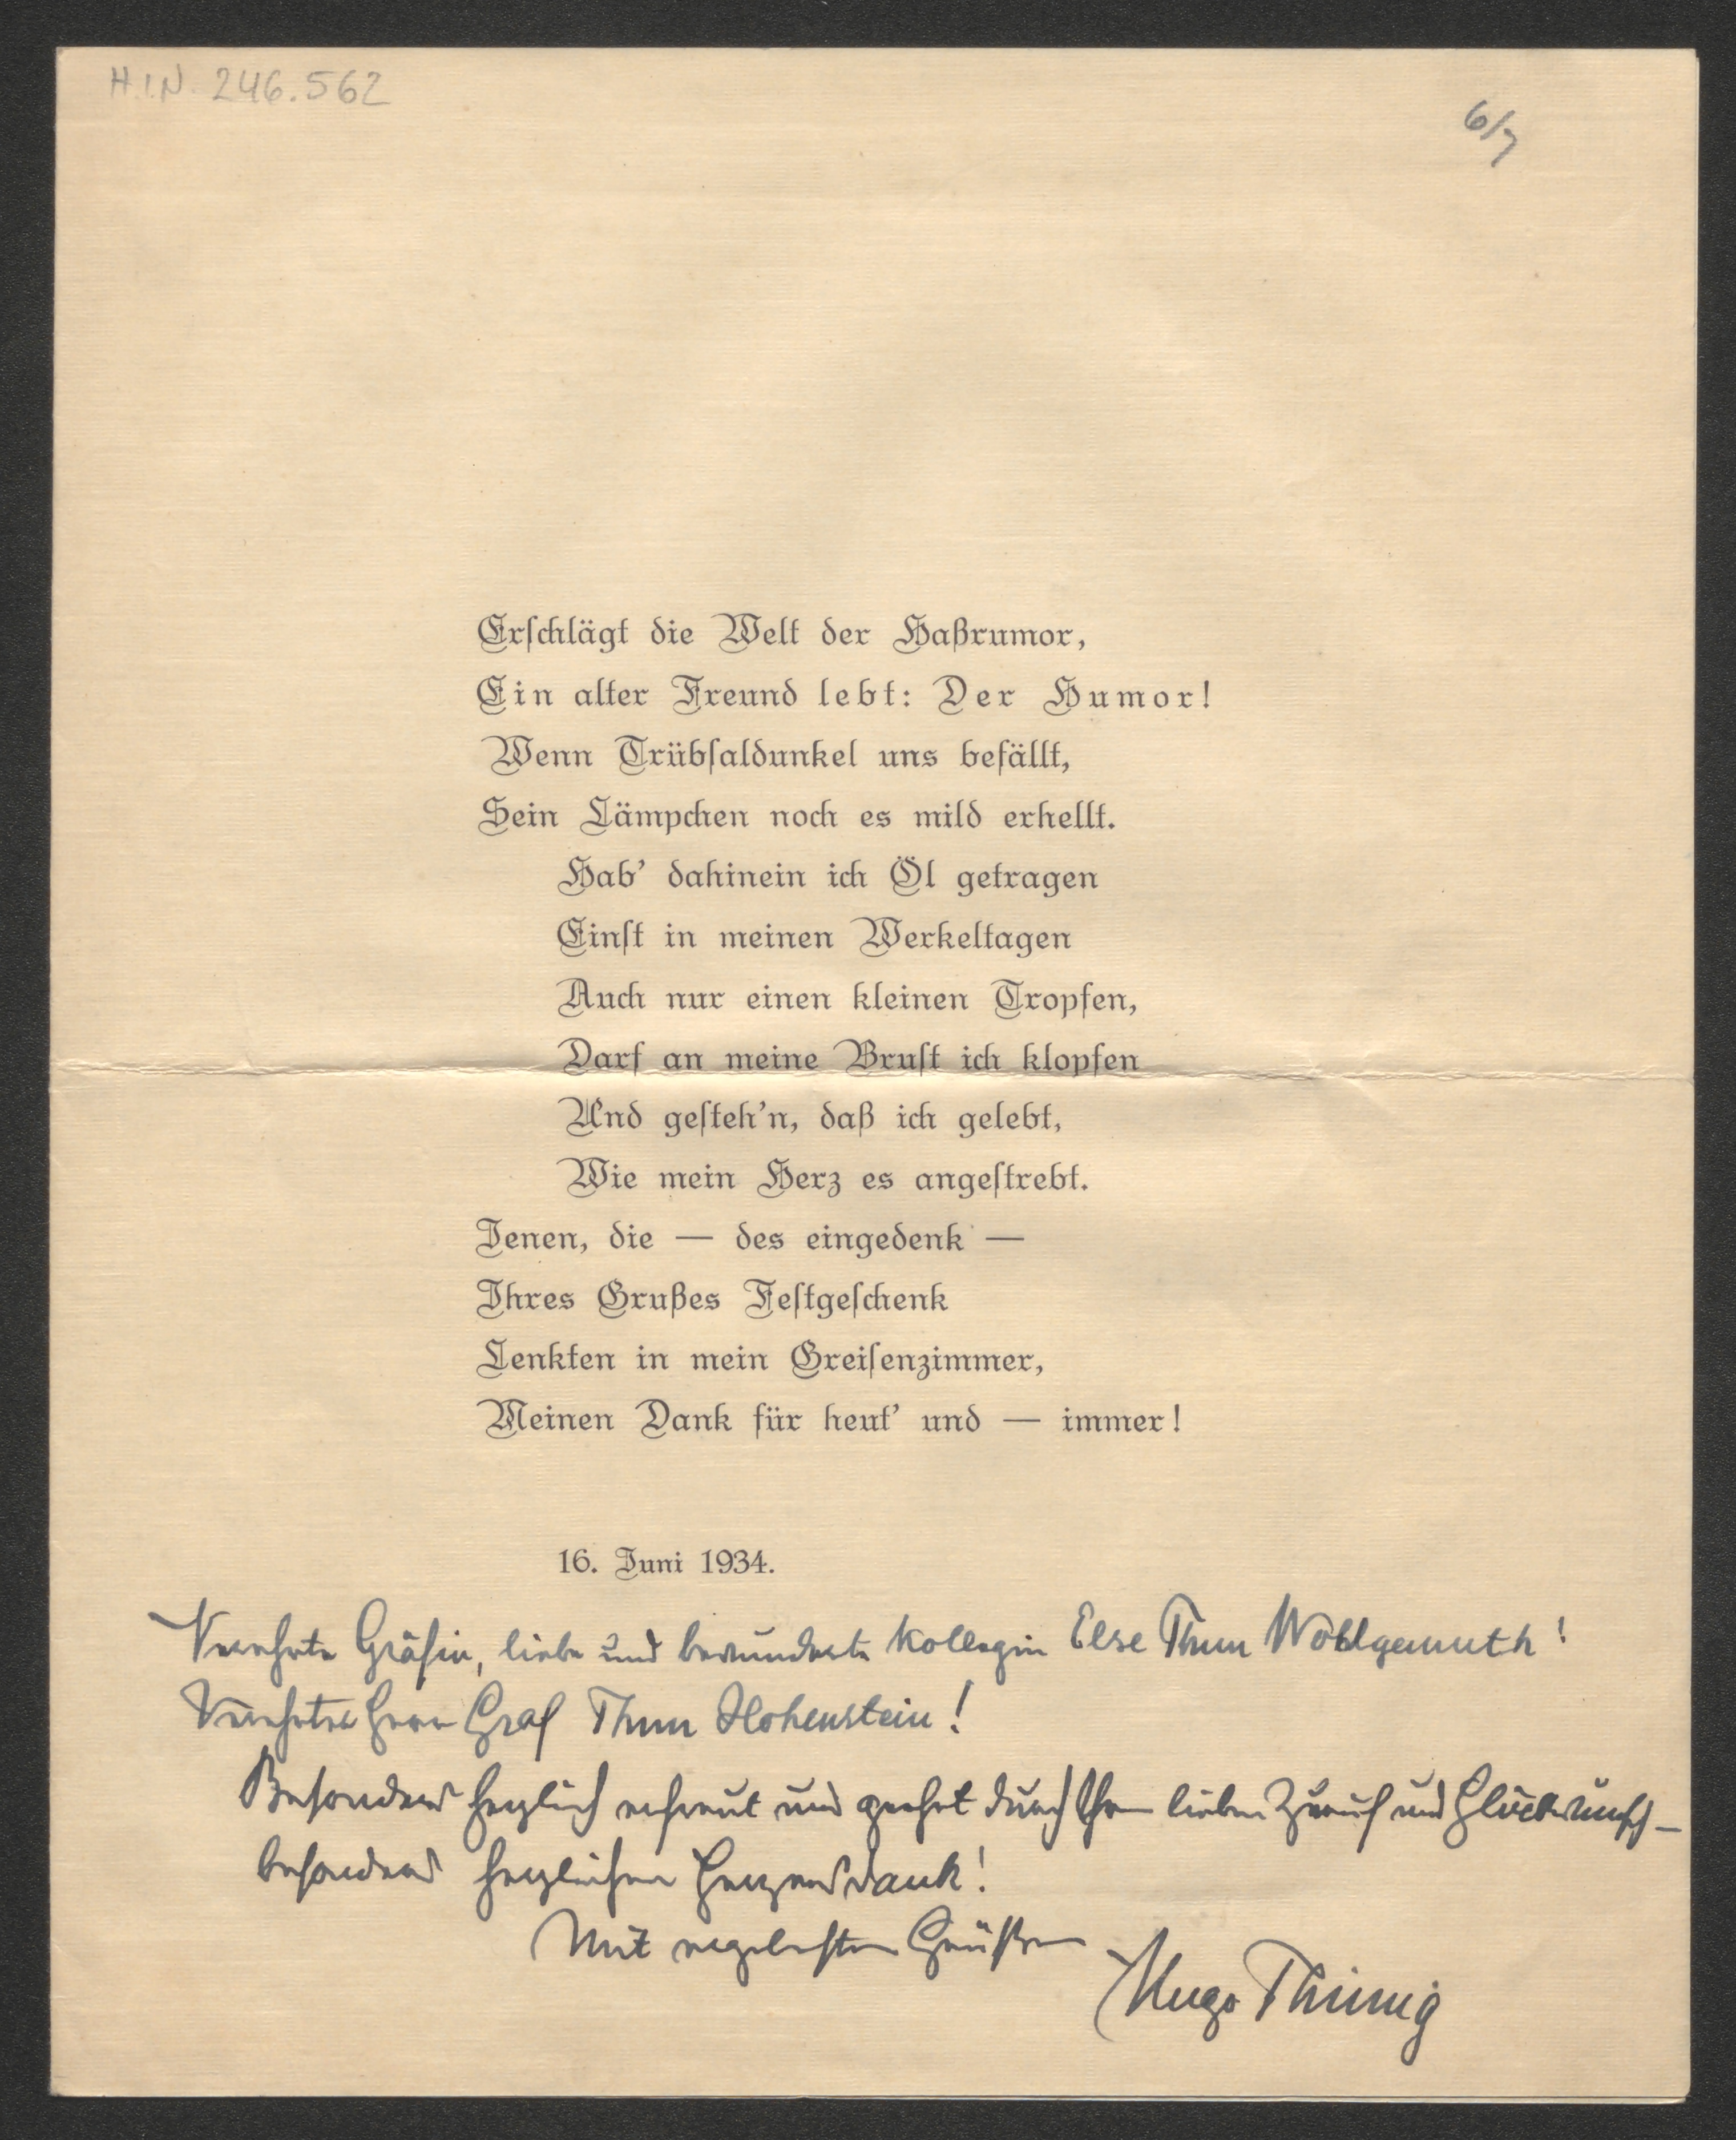 H.I.N. 246.562
6/7
Erſchlägt die Welt der Haßrumor,
Ein alter Freund lebt: Der Humor!
Wenn Trübſaldunkel uns befällt,
Sein Lämpchen noch es mild erhellt.
Hab’ dahinein ich Öl getragen
Einſt in meinen Werkeltagen
Auch nur einen kleinen Tropfen,
Darf an meine Bruſt ich klopfen
Und geſteh’n, daß ich gelebt,
Wie mein Herz es angeſtrebt.
Jenen, die — des eingedenk —
Ihres Grußes Feſtgeſchenk
Lenkten in mein Greiſenzimmer,
Meinen Dank für heut’ und — immer!
16. Juni 1934.
Verehrte Gräfin, liebe und bewunderte Kollegin Else Thun Wohlgemuth!
Verehrter Herr Graf Thun Hohenstein!
Besonders herzlich erfreut und geehrt durch Ihren lieben Zuruf und Glückwunsch –
besonders herzlichen Herzensdank!
Mit ergebensten Grüßen
Hugo Thimig